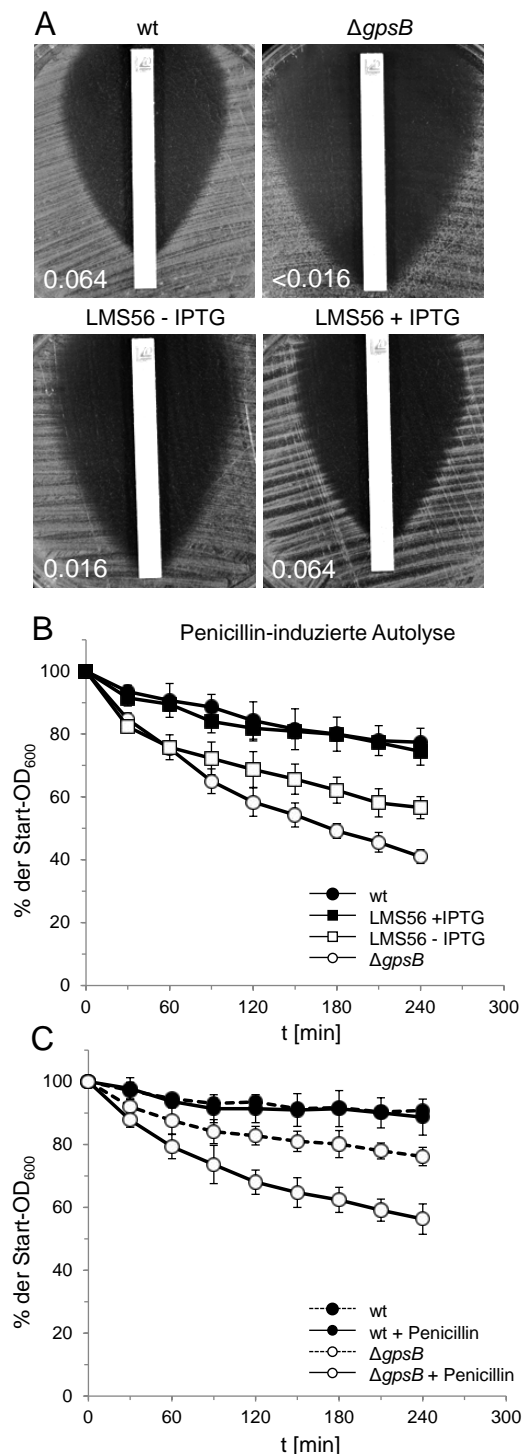 A
wt
ΔgpsB
0.064
<0.016
LMS56 - IPTG
LMS56 + IPTG
0.016
0.064
B
Penicillin-induzierte Autolyse
% der Start-OD600
100
80
60
40
20
0
wt
LMS56 +IPTG
LMS56 - IPTG
ΔgpsB
0 60 120 180 240 300
t [min]
C
% der Start-OD600
100
80
60
40
20
0
wt
wt + Penicillin
ΔgpsB
ΔgpsB + Penicillin
0 60 120 180 240 300
t [min]